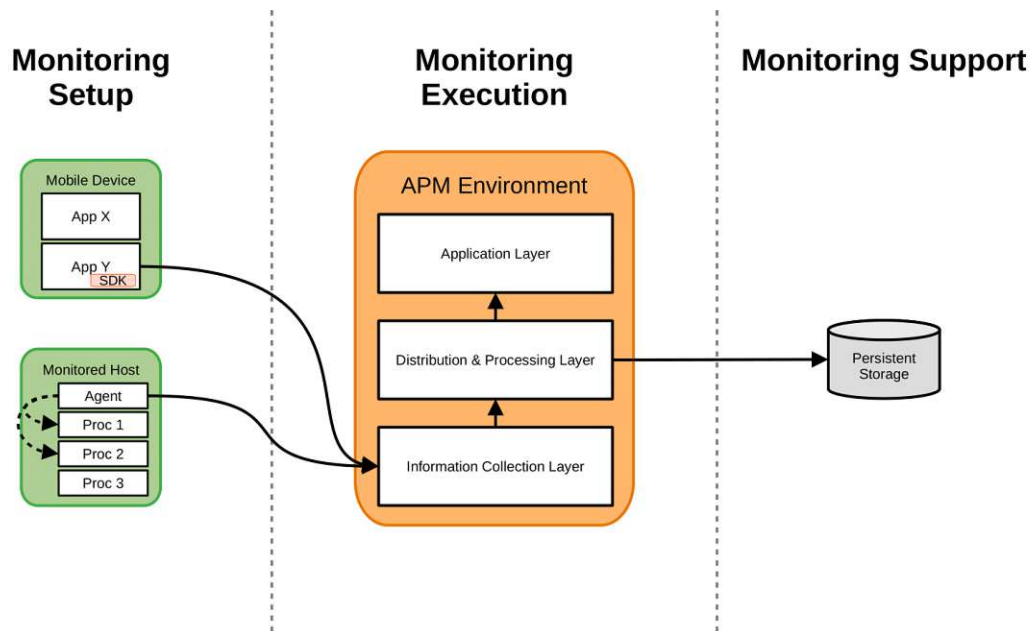 Monitoring
Setup
Monitoring
Execution
Monitoring Support
Mobile Device
App X
App Y
SDK
Monitored Host
Agent
Proc 1
Proc 2
Proc 3
APM Environment
Application Layer
Distribution & Processing Layer
Information Collection Layer
Persistent
Storage